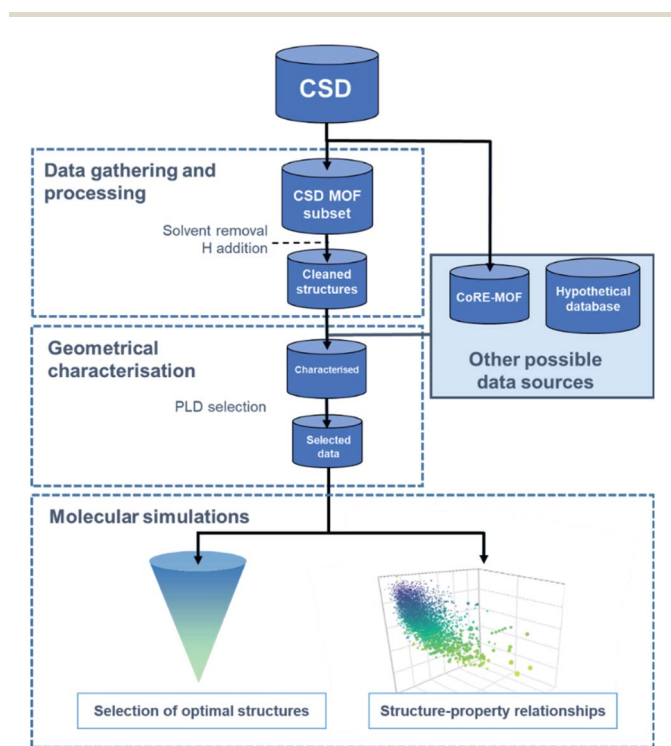 CSD
Data gathering and
processing
CSD MOF
subset
Solvent removal
H addition
Cleaned
structures
CoRE-MOF
Hypothetical
database
Other possible
data sources
Geometrical
characterisation
Characterised
PLD selection
Selected
data
Molecular simulations
Selection of optimal structures
Structure-property relationships